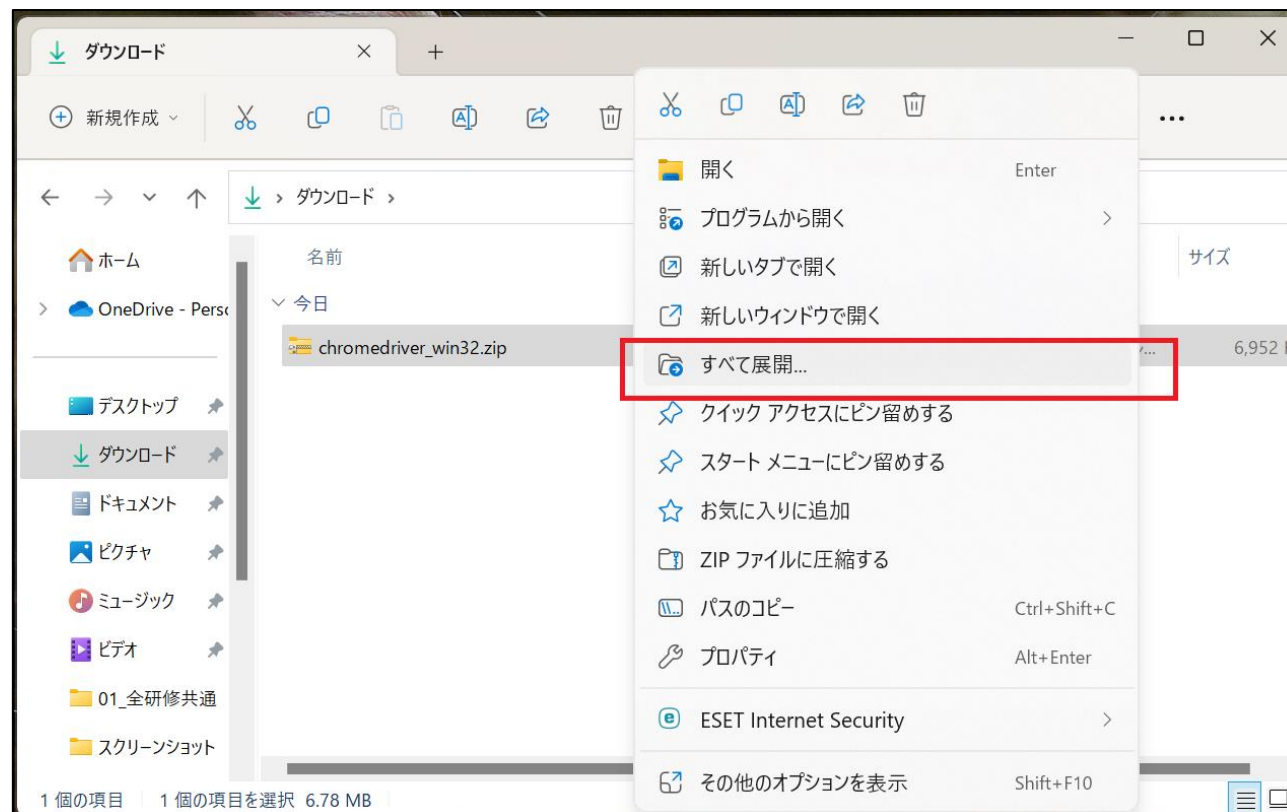 ダウンロード
新規作成
ダウンロード
ホーム
OneDrive - Perso
デスクトップ
ダウンロード
ドキュメント
ピクチャ
ミュージック
ビデオ
01_全研修共通
スクリーンショット
名前
サイズ
今日
chromedriver_win32.zip
6,952
開く Enter
プログラムから開く
新しいタブで開く
新しいウィンドウで開く
すべて展開...
クイック アクセスにピン留めする
スタート メニューにピン留めする
お気に入りに追加
ZIP ファイルに圧縮する
パスのコピー Ctrl+Shift+C
プロパティ Alt+Enter
ESET Internet Security
その他のオプションを表示 Shift+F10
1 個の項目 1 個の項目を選択 6.78 MB